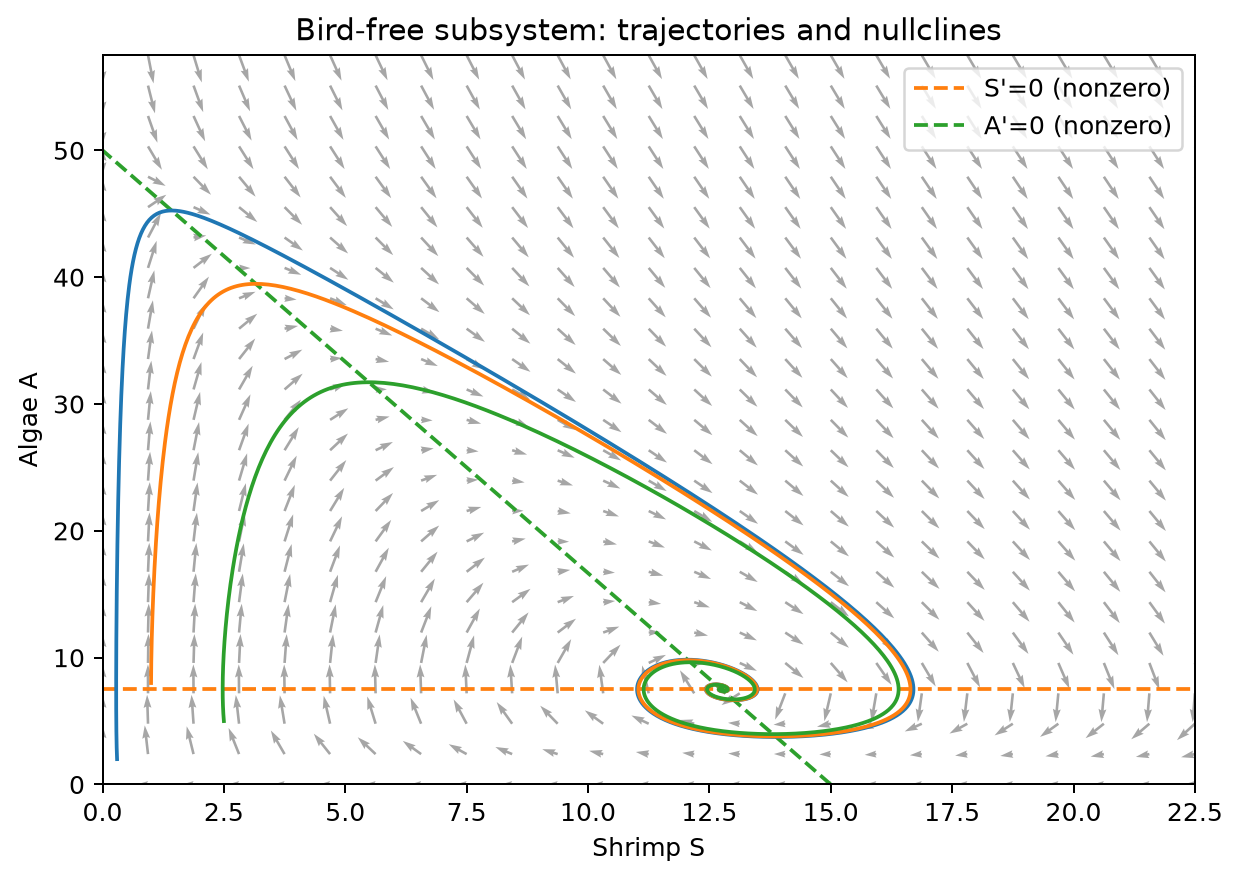 Bird-free subsystem: trajectories and nullclines
S'=0 (nonzero)
A'=0 (nonzero)
Algae A
50
40
30
20
10
0
0.0 2.5 5.0 7.5 10.0 12.5 15.0 17.5 20.0 22.5
Shrimp S